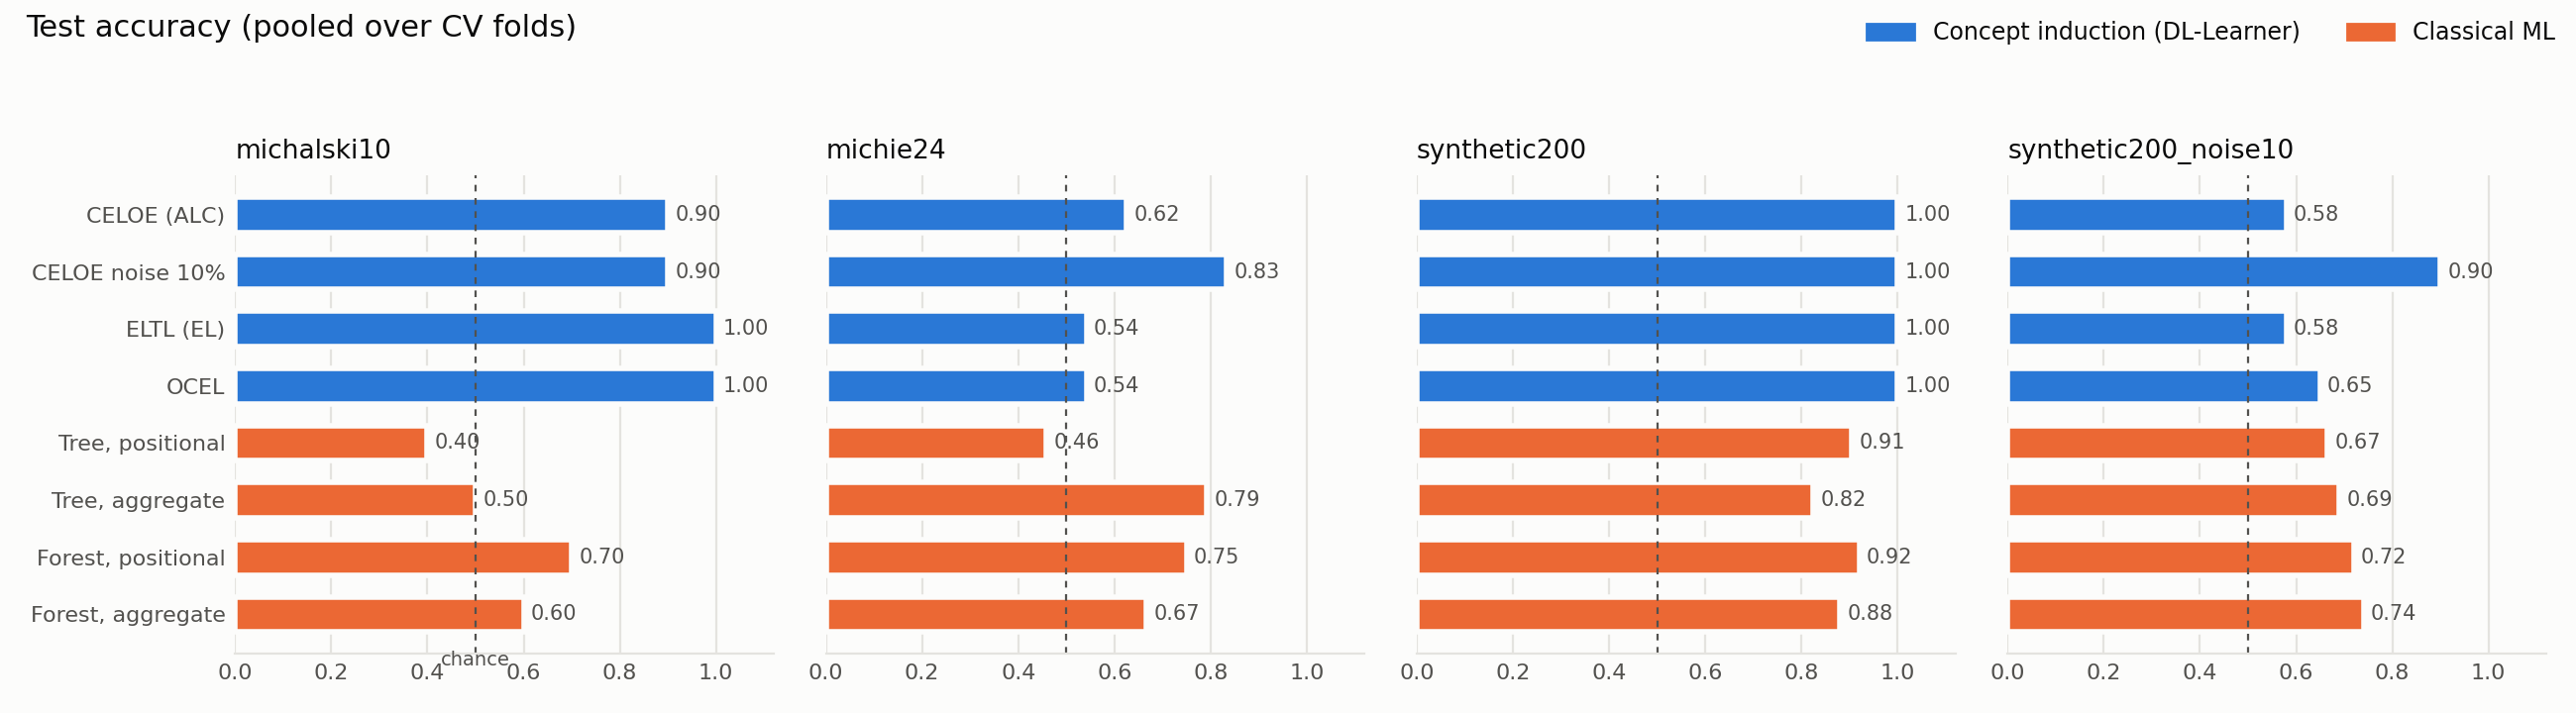 Test accuracy (pooled over CV folds)
Concept induction (DL-Learner)
Classical ML
michalski10
michie24
synthetic200
synthetic200_noise10
CELOE (ALC) 0.90 0.62 1.00 0.58
CELOE noise 10% 0.90 0.83 1.00 0.90
ELTL (EL) 1.00 0.54 1.00 0.58
OCEL 1.00 0.54 1.00 0.65
Tree, positional 0.40 0.46 0.91 0.67
Tree, aggregate 0.50 0.79 0.82 0.69
Forest, positional 0.70 0.75 0.92 0.72
Forest, aggregate 0.60 0.67 0.88 0.74
chance
0.0 0.2 0.4 0.6 0.8 1.0 0.0 0.2 0.4 0.6 0.8 1.0 0.0 0.2 0.4 0.6 0.8 1.0 0.0 0.2 0.4 0.6 0.8 1.0